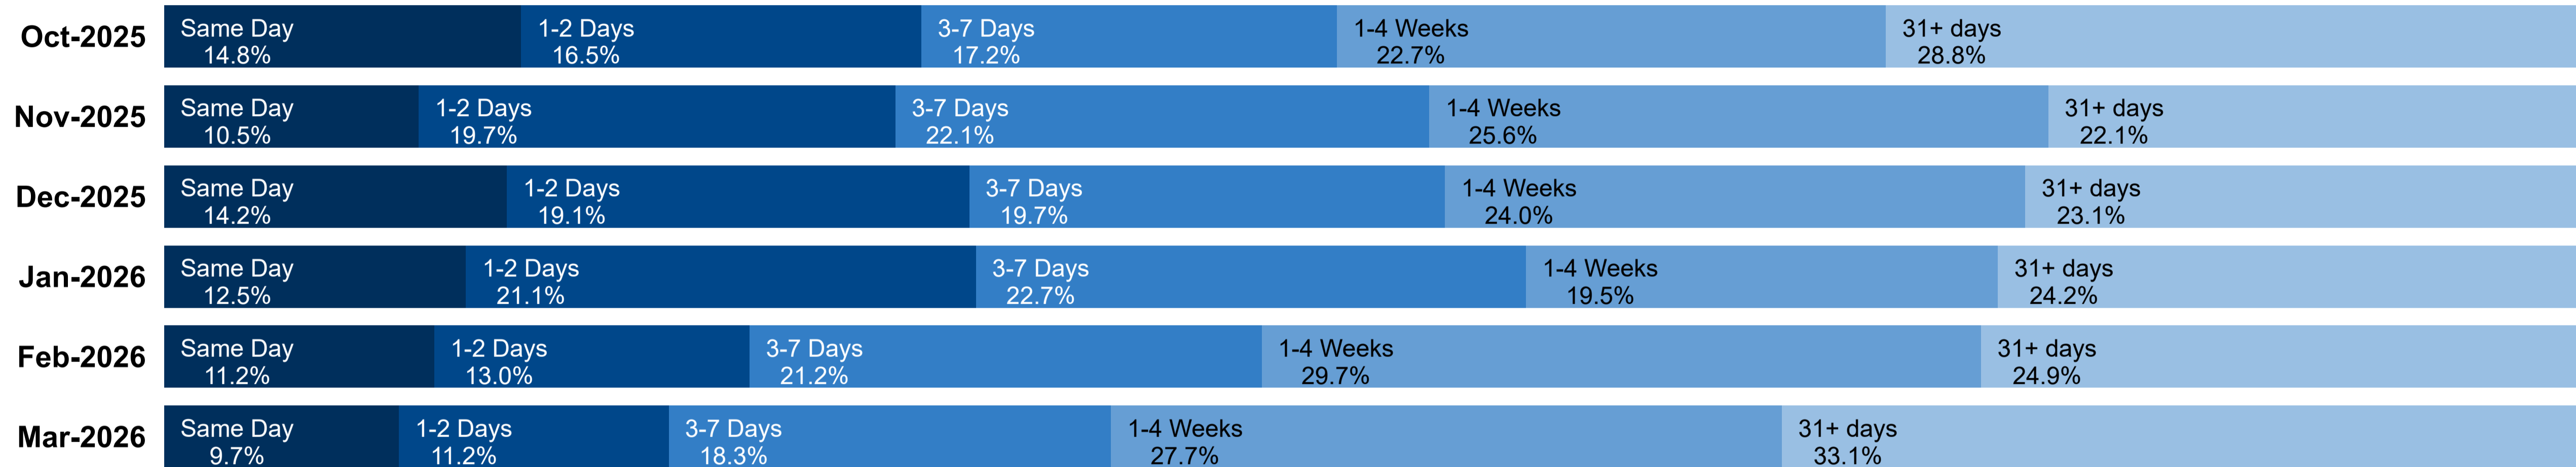 Oct-2025
Same Day 1-2 Days 3-7 Days 1-4 Weeks 31+ days
14.8% 16.5% 17.2% 22.7% 28.8%
Nov-2025
Same Day 1-2 Days 3-7 Days 1-4 Weeks 31+ days
10.5% 19.7% 22.1% 25.6% 22.1%
Dec-2025
Same Day 1-2 Days 3-7 Days 1-4 Weeks 31+ days
14.2% 19.1% 19.7% 24.0% 23.1%
Jan-2026
Same Day 1-2 Days 3-7 Days 1-4 Weeks 31+ days
12.5% 21.1% 22.7% 19.5% 24.2%
Feb-2026
Same Day 1-2 Days 3-7 Days 1-4 Weeks 31+ days
11.2% 13.0% 21.2% 29.7% 24.9%
Mar-2026
Same Day 1-2 Days 3-7 Days 1-4 Weeks 31+ days
9.7% 11.2% 18.3% 27.7% 33.1%